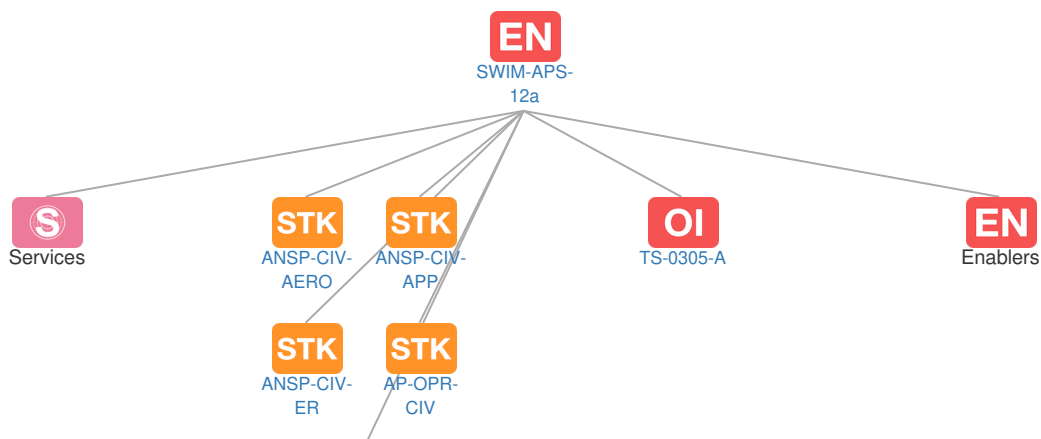 EN
SWIM-APS-
12a
S
Services
STK
ANSP-CIV-
AERO
STK
ANSP-CIV-
APP
OI
TS-0305-A
EN
Enablers
STK
ANSP-CIV-
ER
STK
AP-OPR-
CIV